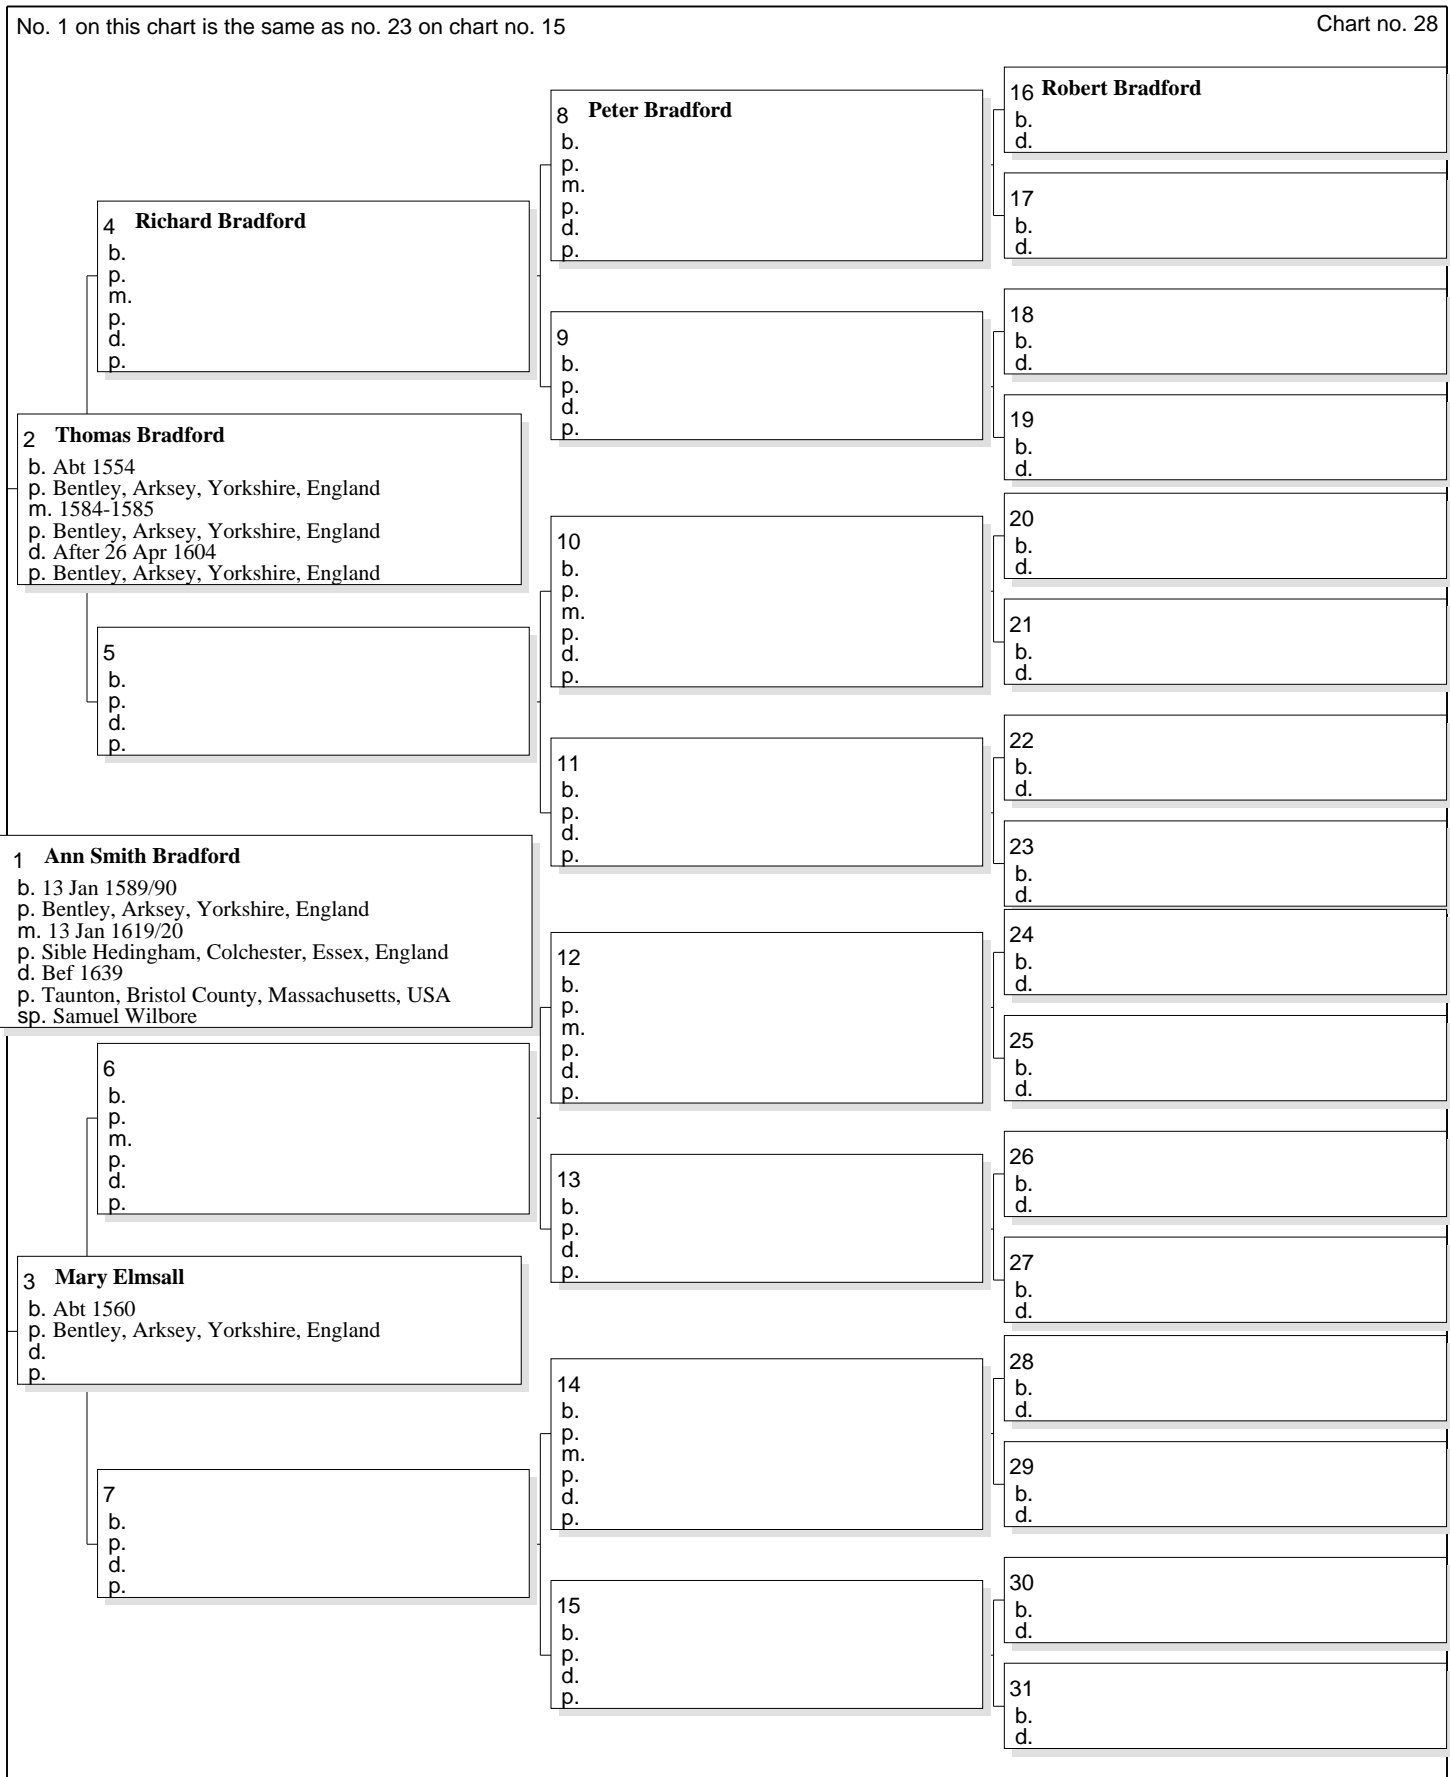 No. 1 on this chart is the same as no. 23 on chart no. 15
Chart no. 28
16 Robert Bradford
b.
d.
8 Peter Bradford
b.
p.
m.
p.
d.
p.
17
b.
d.
4 Richard Bradford
b.
p.
m.
p.
d.
p.
18
b.
d.
9
b.
p.
d.
p.
19
b.
d.
2 Thomas Bradford
b. Abt 1554
p. Bentley, Arksey, Yorkshire, England
m. 1584-1585
p. Bentley, Arksey, Yorkshire, England
d. After 26 Apr 1604
p. Bentley, Arksey, Yorkshire, England
20
b.
d.
10
b.
p.
m.
p.
d.
p.
21
b.
d.
5
b.
p.
d.
p.
22
b.
d.
11
b.
p.
d.
p.
23
b.
d.
1 Ann Smith Bradford
b. 13 Jan 1589/90
p. Bentley, Arksey, Yorkshire, England
m. 13 Jan 1619/20
p. Sible Hedingham, Colchester, Essex, England
d. Bef 1639
p. Taunton, Bristol County, Massachusetts, USA
sp. Samuel Wilbore
24
b.
d.
12
b.
p.
m.
p.
d.
p.
25
b.
d.
6
b.
p.
m.
p.
d.
p.
26
b.
d.
13
b.
p.
d.
p.
27
b.
d.
3 Mary Elmsall
b. Abt 1560
p. Bentley, Arksey, Yorkshire, England
d.
p.
28
b.
d.
14
b.
p.
m.
p.
d.
p.
29
b.
d.
7
b.
p.
d.
p.
30
b.
d.
15
b.
p.
d.
p.
31
b.
d.